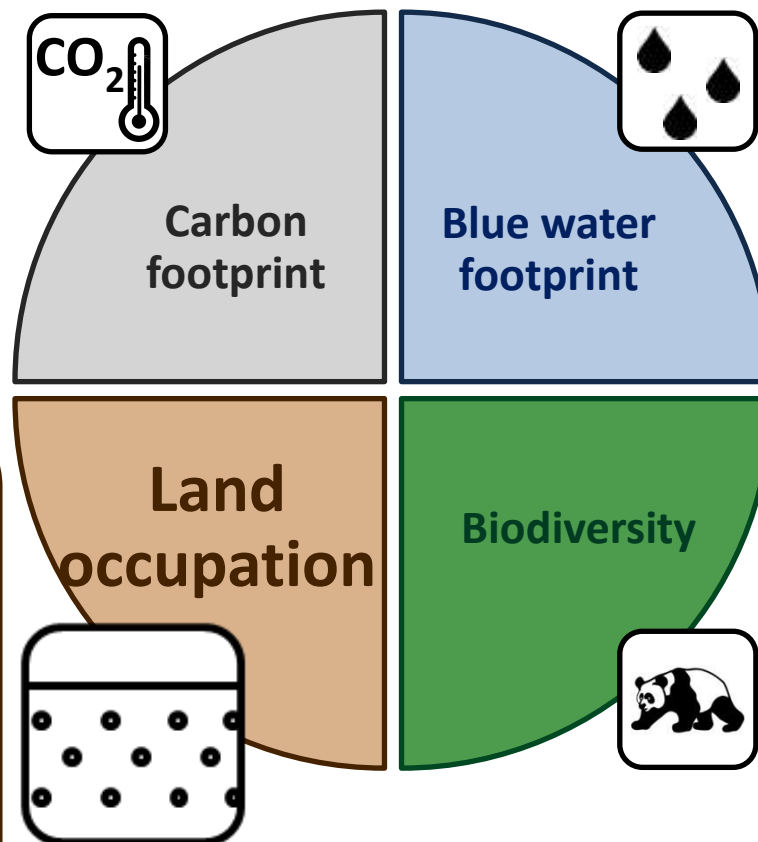 CO₂
Carbon
footprint
Blue water
footprint
Land
occupation
Biodiversity